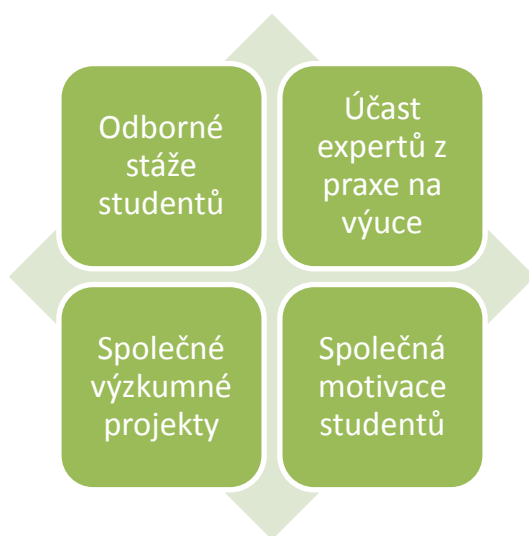 Odborné
stáže
studentů
Účast
expertů z
praxe na
výuce
Společné
výzkumné
projekty
Společná
motivace
studentů